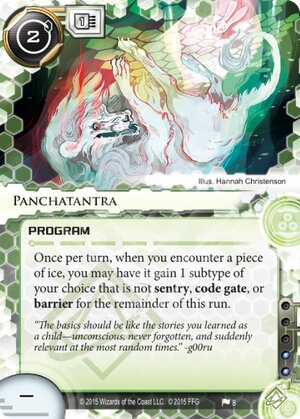 2
1
Illus. Hannah Christenson
PANCHATANTRA
PROGRAM
Once per turn, when you encounter a piece
of ice, you may have it gain 1 subtype
of your choice that is not sentry, code gate, or
barrier for the remainder of this run.
“The basics should be like the stories you learned as
a child—unconscious, never forgotten, and suddenly
relevant at the most random times.” -g00ru
–
© 2015 Wizards of the Coast LLC. © 2015 FFG
8